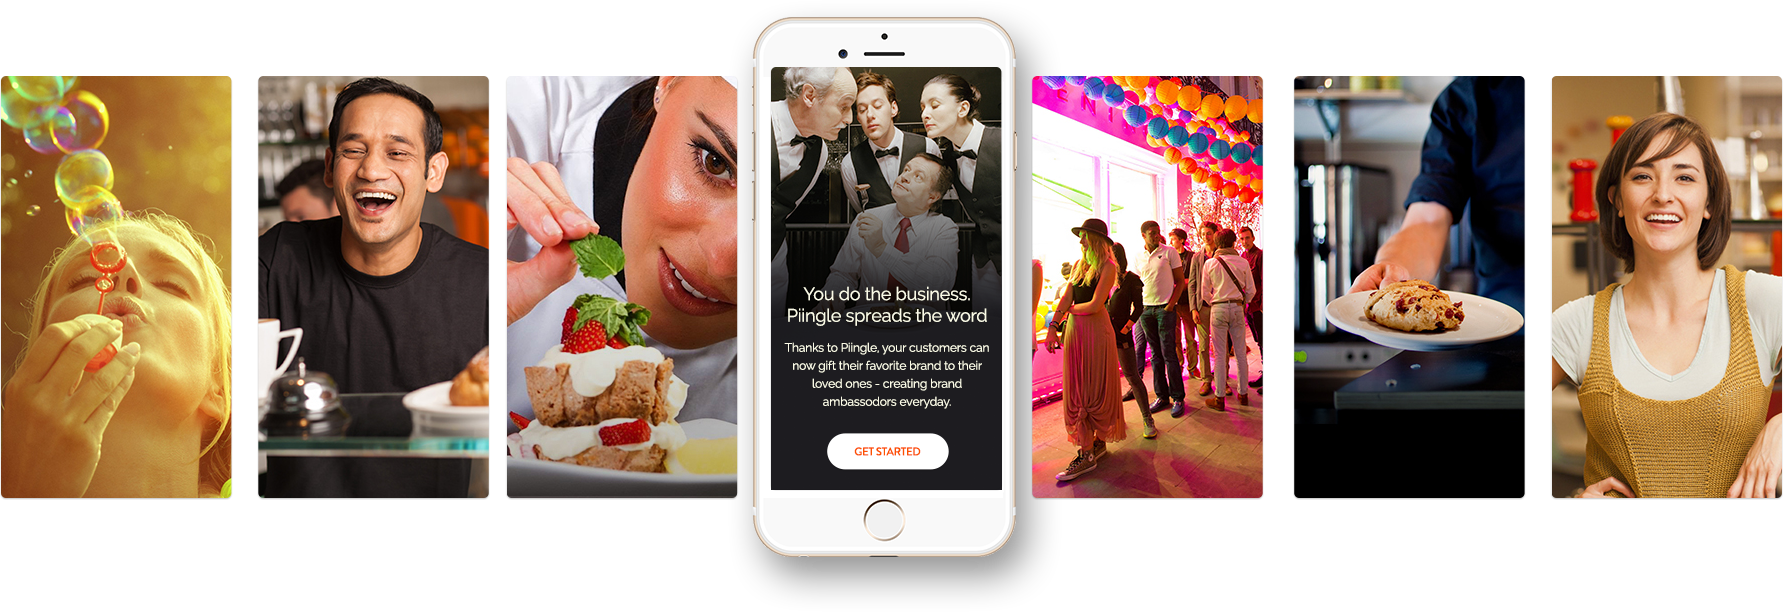 You do the business.
Piingle spreads the word
Thanks to Piingle, your customers can
now gift their favorite brand to their
loved ones - creating brand
ambassodors everyday.
GET STARTED